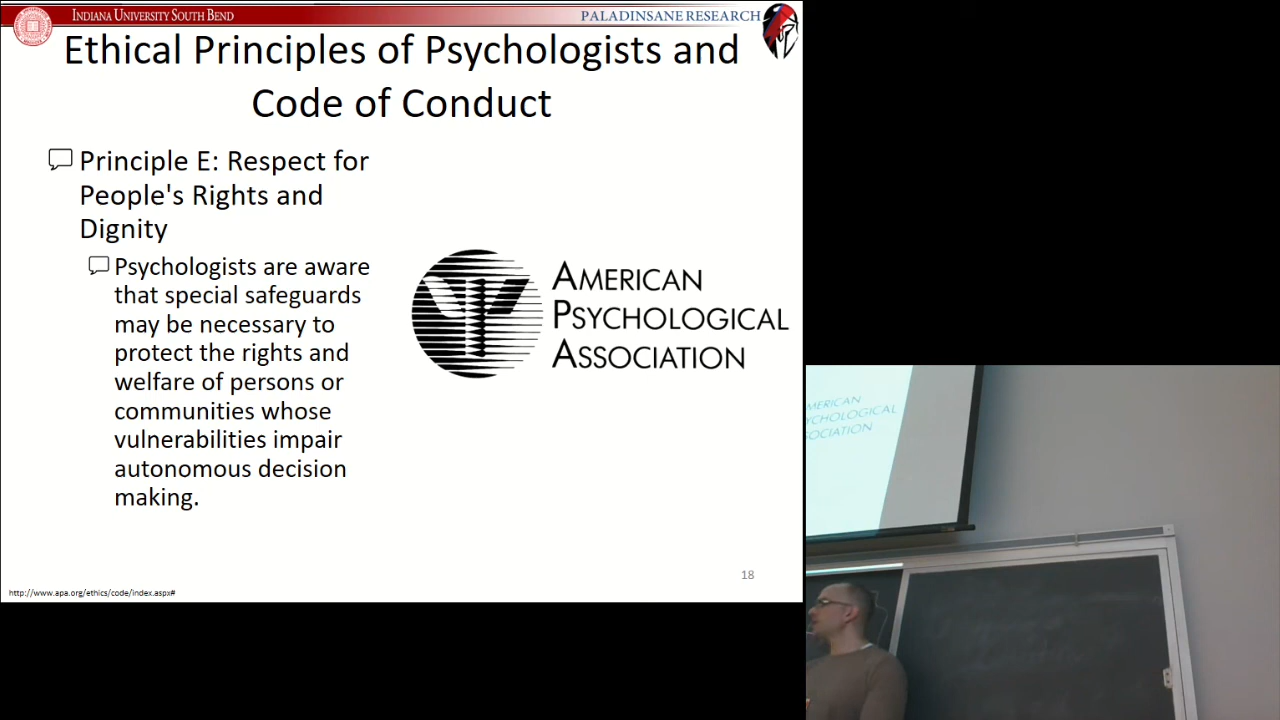 INDIANA UNIVERSITY SOUTH BEND
PALADINSANE RESEARCH
Ethical Principles of Psychologists and
Code of Conduct
Principle E: Respect for
People's Rights and
Dignity
Psychologists are aware
that special safeguards
may be necessary to
protect the rights and
welfare of persons or
communities whose
vulnerabilities impair
autonomous decision
making.
AMERICAN
PSYCHOLOGICAL
ASSOCIATION
18
http://www.apa.org/ethics/code/index.aspx#
MERICAN
YCHOLOGICAL
SOCIATION